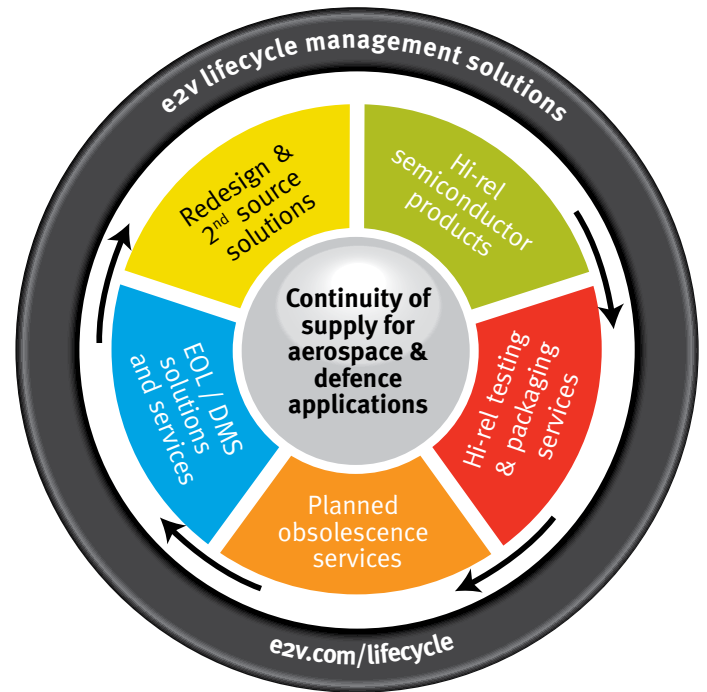 e2v lifecycle management solutions
Redesign &
2nd source
solutions
Hi-rel
semiconductor
products
Continuity of
supply for
aerospace &
defence
applications
EOL / DMS
solutions
and services
Hi-rel testing
& packaging
services
Planned
obsolescence
services
e2v.com/lifecycle